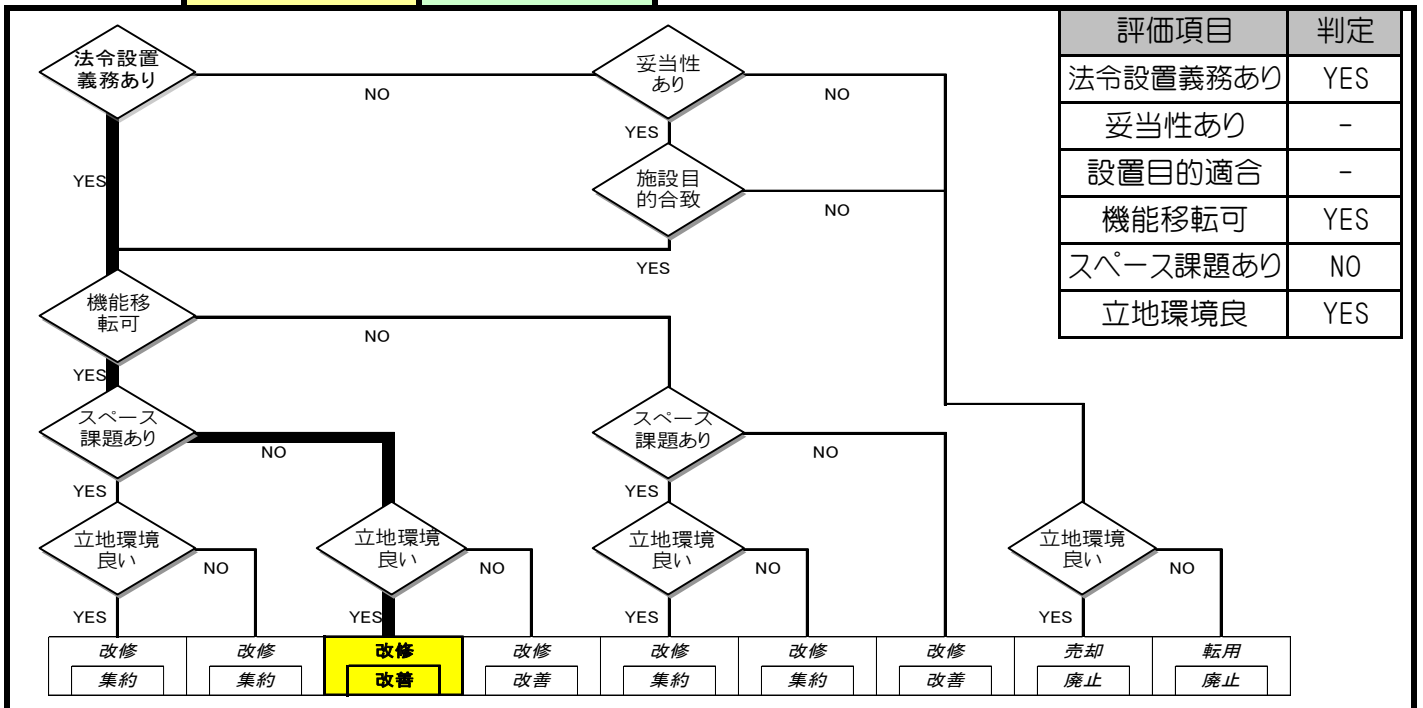 法令設置
義務あり
NO
妥当性
あり
NO
YES
YES
施設目
的合致
NO
YES
機能移
転可
NO
YES
スペース
課題あり
NO
YES
スペース
課題あり
NO
YES
立地環境
良い
NO
YES
立地環境
良い
NO
YES
立地環境
良い
NO
YES
立地環境
良い
NO
YES
改修
集約
改修
集約
改修
改善
改修
改善
改修
集約
改修
集約
改修
改善
売却
廃止
転用
廃止
評価項目 判定
法令設置義務あり YES
妥当性あり -
設置目的適合 -
機能移転可 YES
スペース課題あり NO
立地環境良 YES